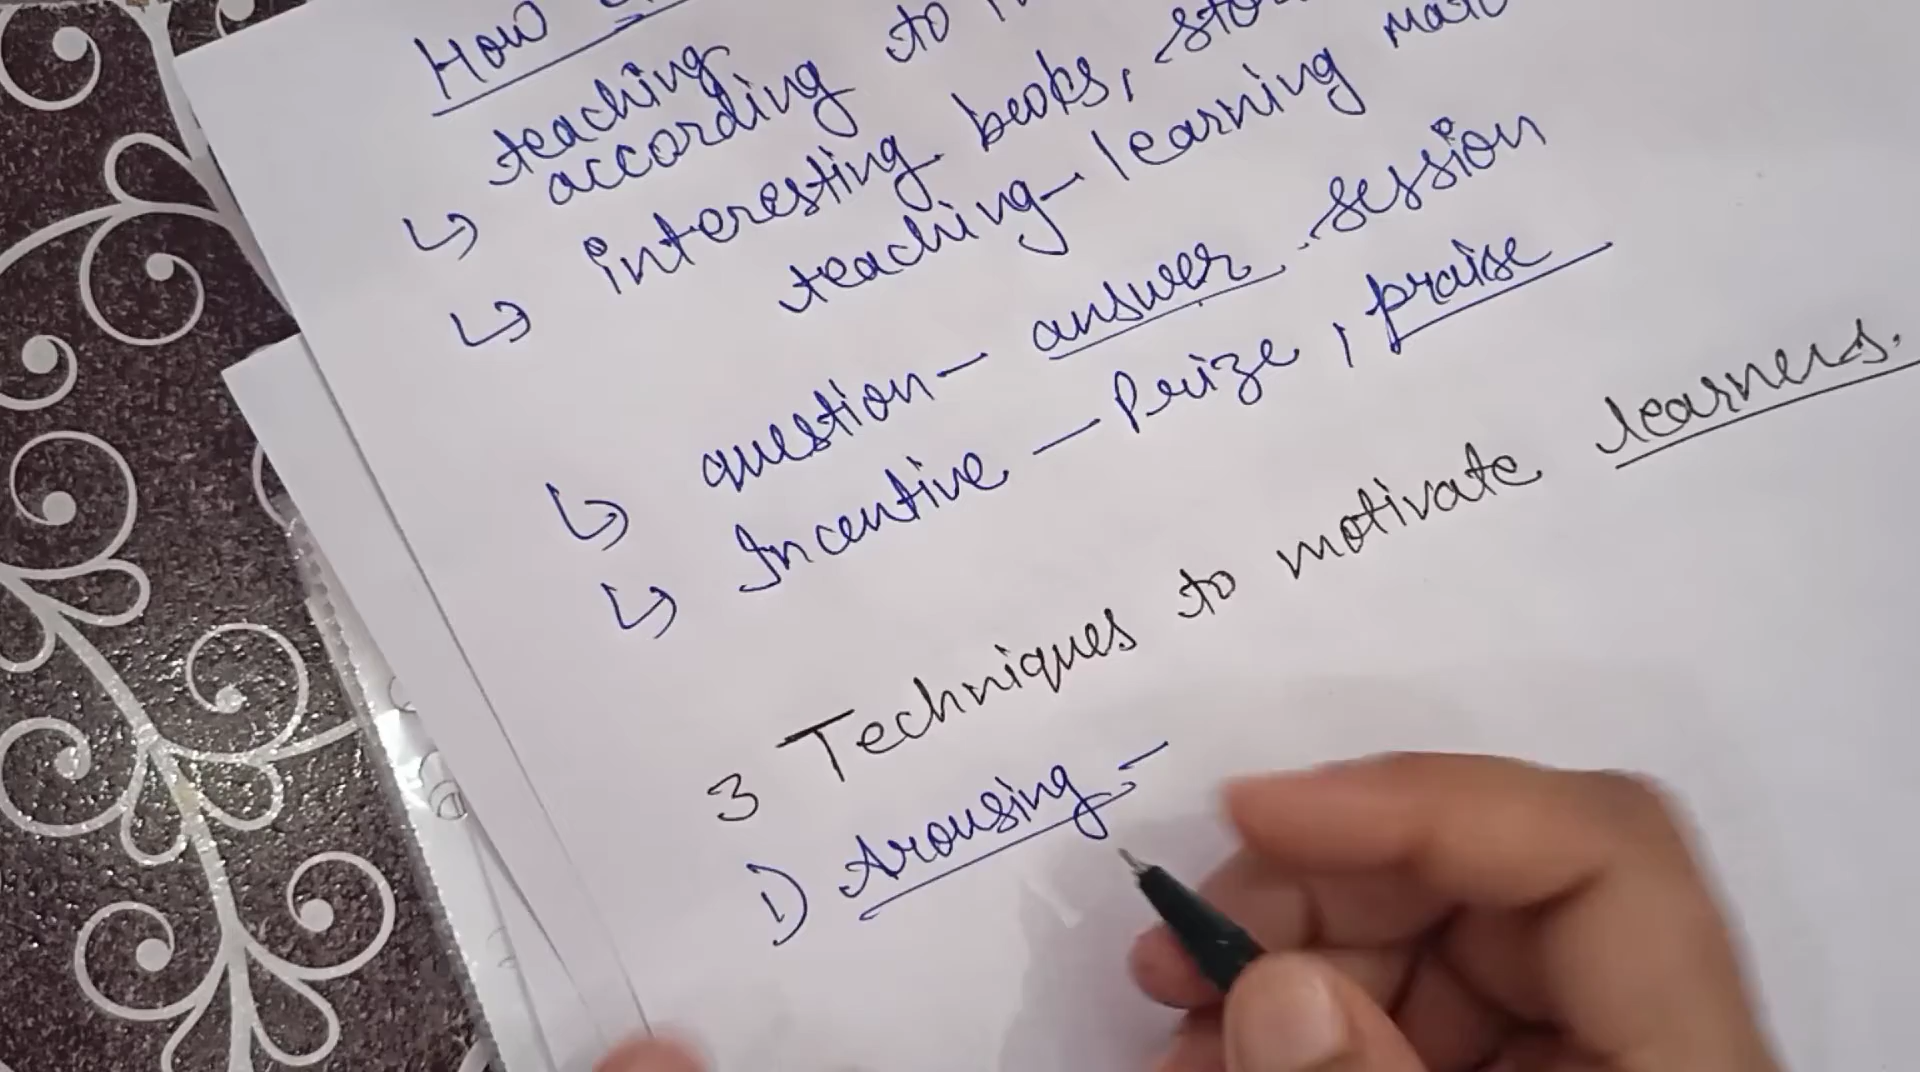 How
teaching
↳ according to
↳ interesting books,
teaching-learning
↳ question- answer session
↳ Incentive - Prize, praise
3 Techniques to motivate learners.
1) Arousing :-